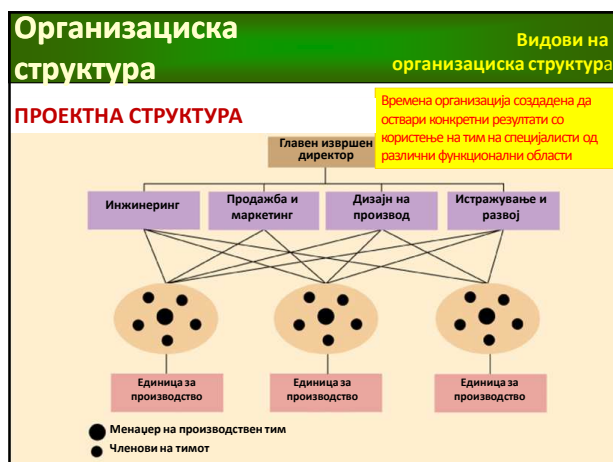 Организациска
структура
Видови на
организациска структура
ПРОЕКТНА СТРУКТУРА
Времена организација создадена да
оствари конкретни резултати со
користење на тим на специјалисти од
различни функционални области
Главен извршен
директор
Инжинеринг
Продажба и
маркетинг
Дизајн на
производ
Истражување и
развој
Единица за
производство
Единица за
производство
Единица за
производство
Менаџер на производствен тим
Членови на тимот